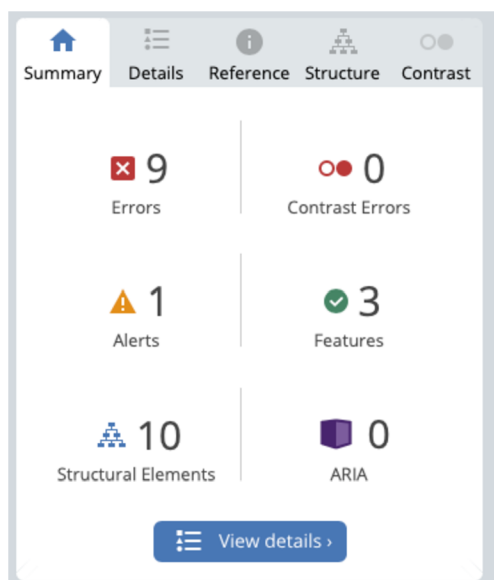 Summary Details Reference Structure Contrast
9 0
Errors Contrast Errors
1 3
Alerts Features
10 0
Structural Elements ARIA
View details ›